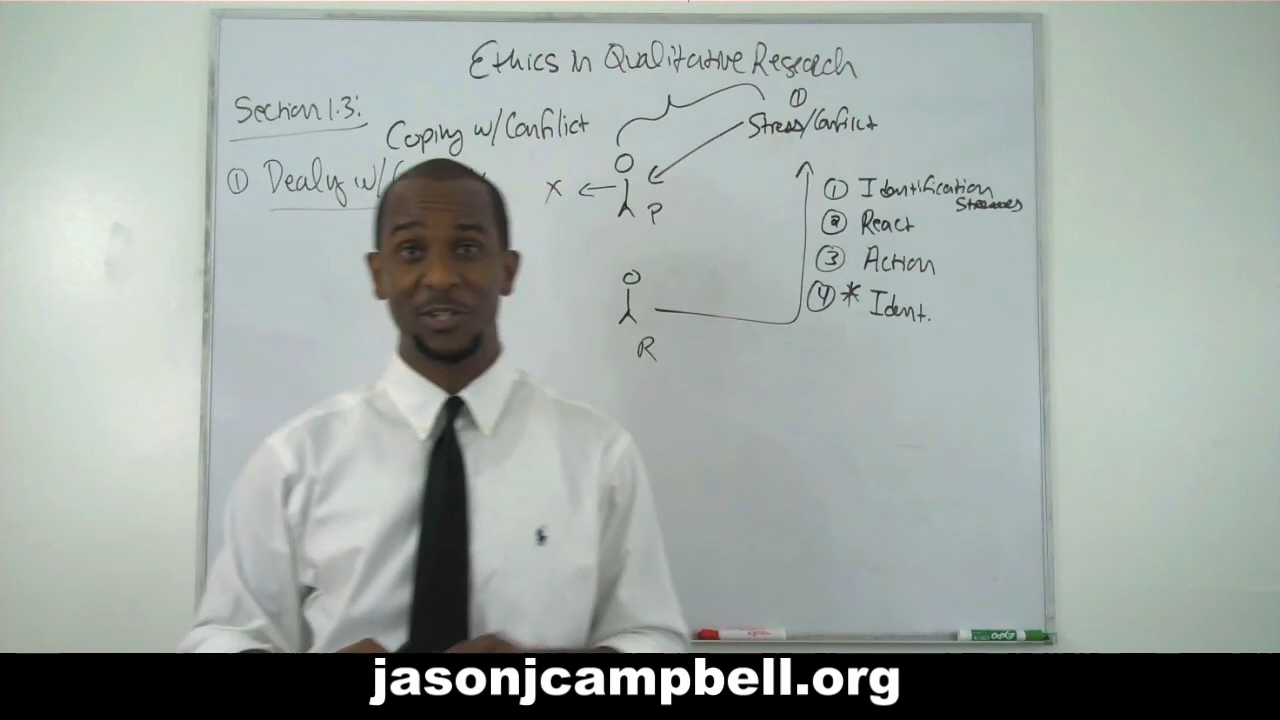 Ethics in Qualitative Research
Section 1.3:
Coping w/Conflict
① Dealing w/
①
Stress/Conflict
X
P
R
① Identification
Stressors
② React
③ Action
④ * Ident.
jasonjcampbell.org